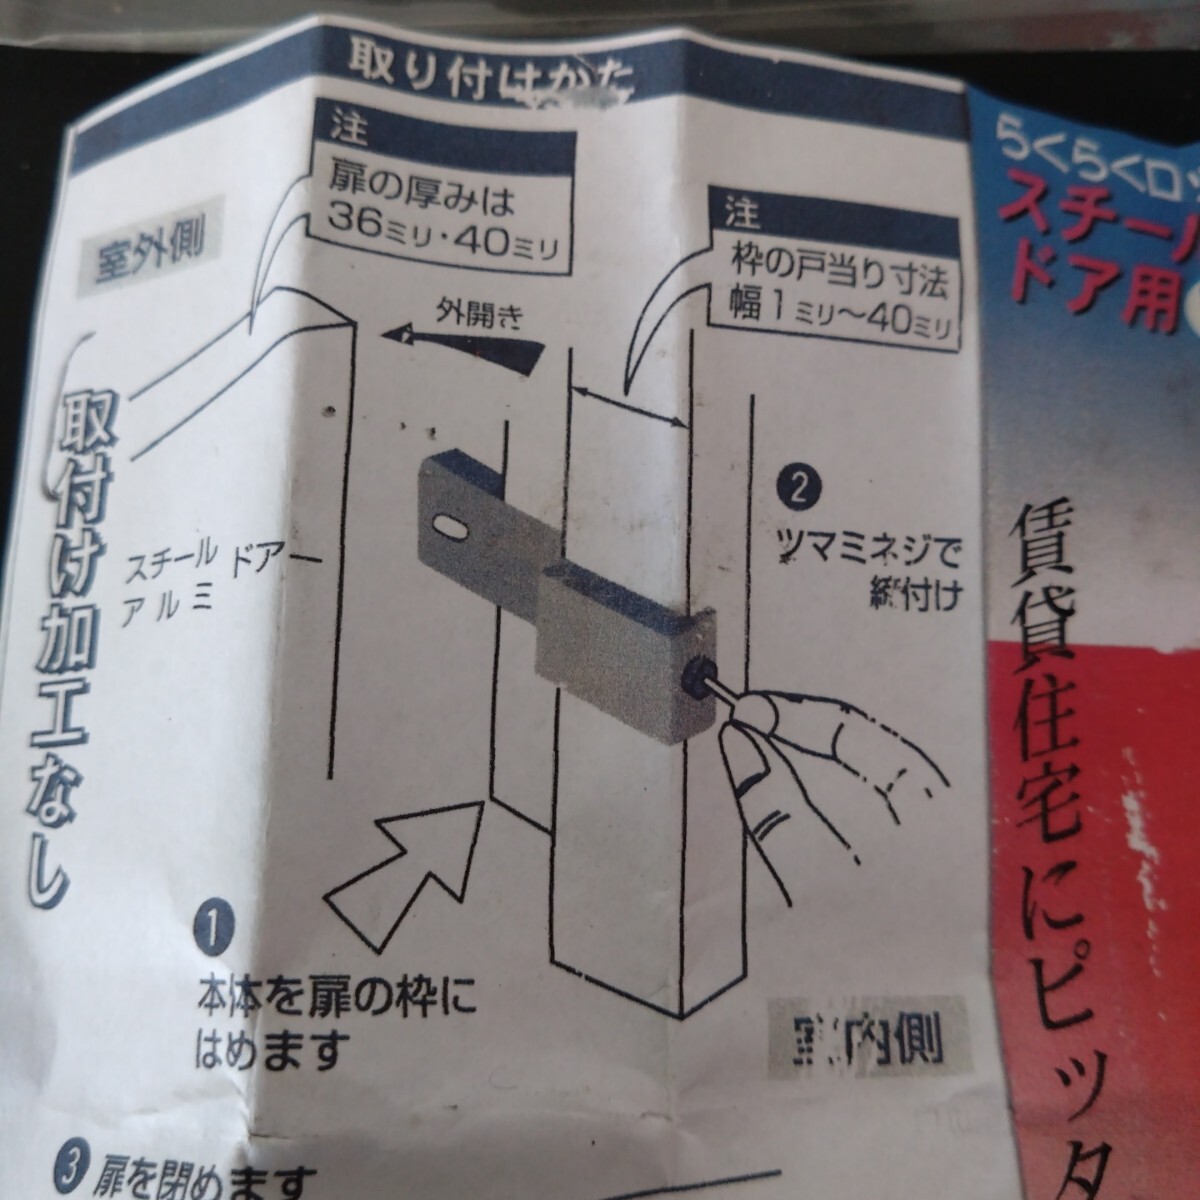 取り付けかた
注
扉の厚みは
36ミリ・40ミリ
室外側
外開き
注
枠の戸当り寸法
幅1ミリ〜40ミリ
取付け加工なし
スチール
アルミ
ドアー
❷
ツマミネジで
締付け
❶
本体を扉の枠に
はめます
内側
❸ 扉を閉めます
らくらくロッ
スチール
ドア用
賃貸住宅にピッタ